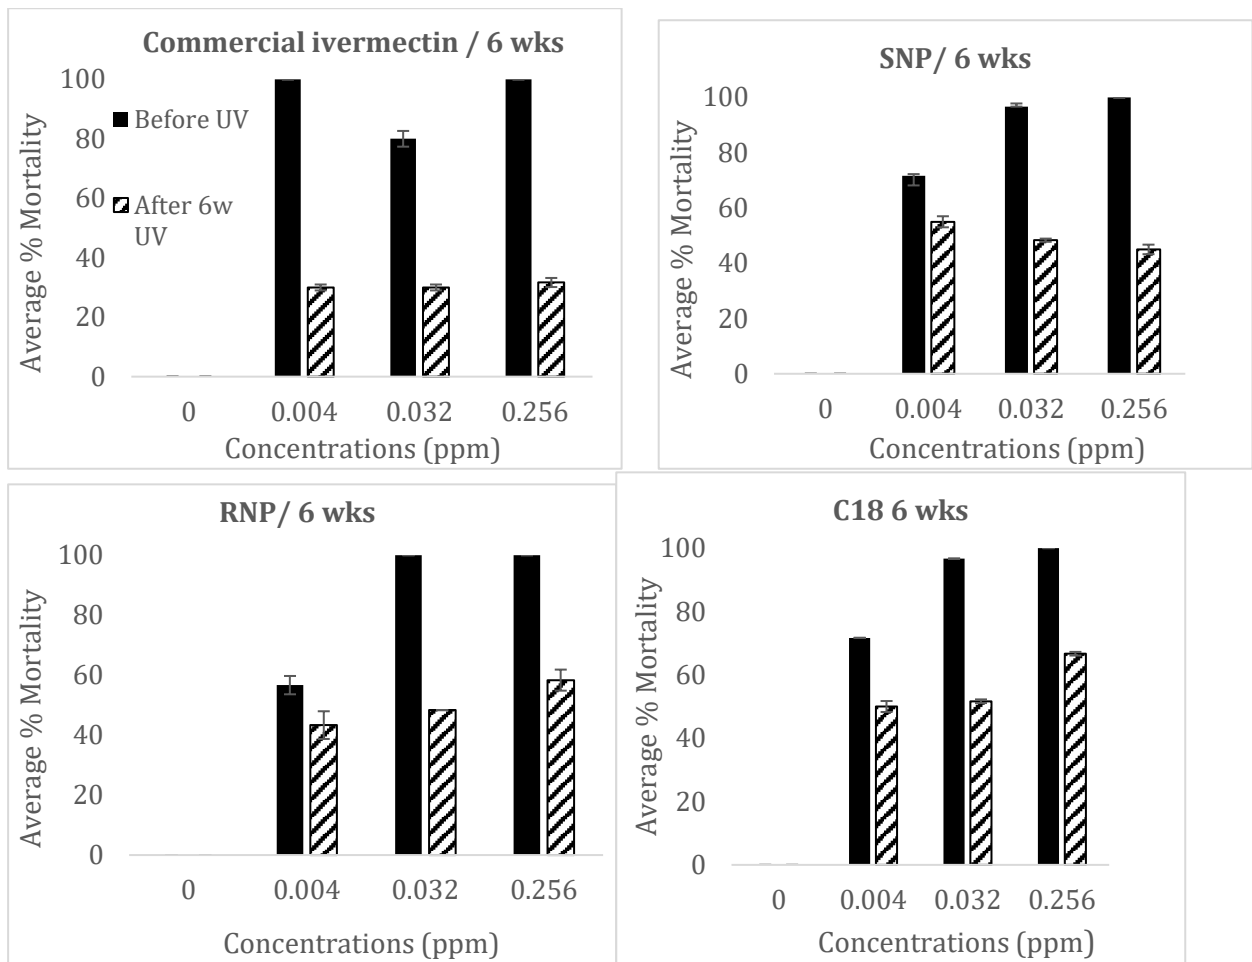 Commercial ivermectin / 6 wks
Average % Mortality
100
80
60
40
20
0
Before UV
After 6w
UV
0 0.004 0.032 0.256
Concentrations (ppm)
SNP/ 6 wks
Average % Mortality
100
80
60
40
20
0
0 0.004 0.032 0.256
Concentrations (ppm)
RNP/ 6 wks
Average % Mortality
100
80
60
40
20
0
0 0.004 0.032 0.256
Concentrations (ppm)
C18 6 wks
Average % Mortality
100
80
60
40
20
0
0 0.004 0.032 0.256
Concentrations (ppm)